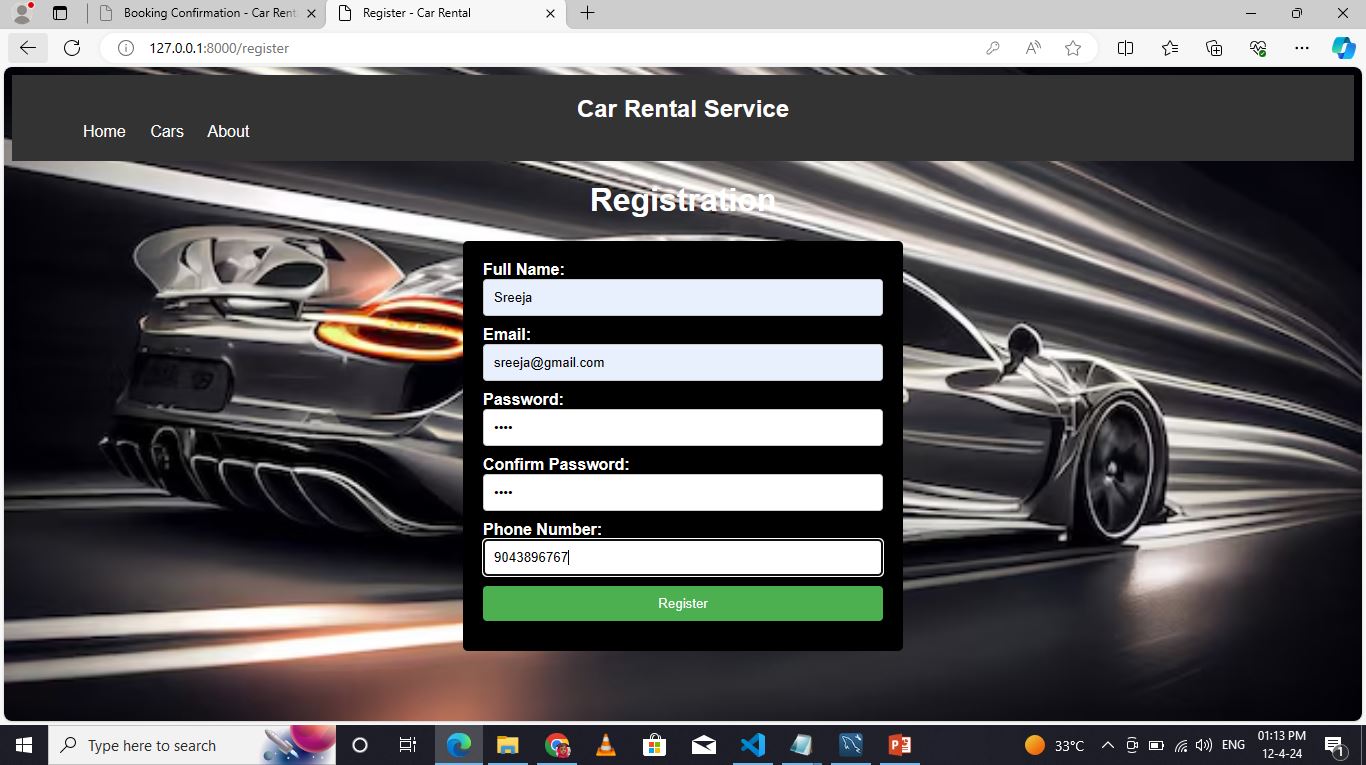 Booking Confirmation - Car Renta
Register - Car Rental
127.0.0.1:8000/register
Car Rental Service
Home Cars About
Registration
Full Name:
Sreeja
Email:
sreeja@gmail.com
Password:
••••
Confirm Password:
••••
Phone Number:
9043896767
Register
Type here to search
33°C
ENG
01:13 PM
12-4-24
1